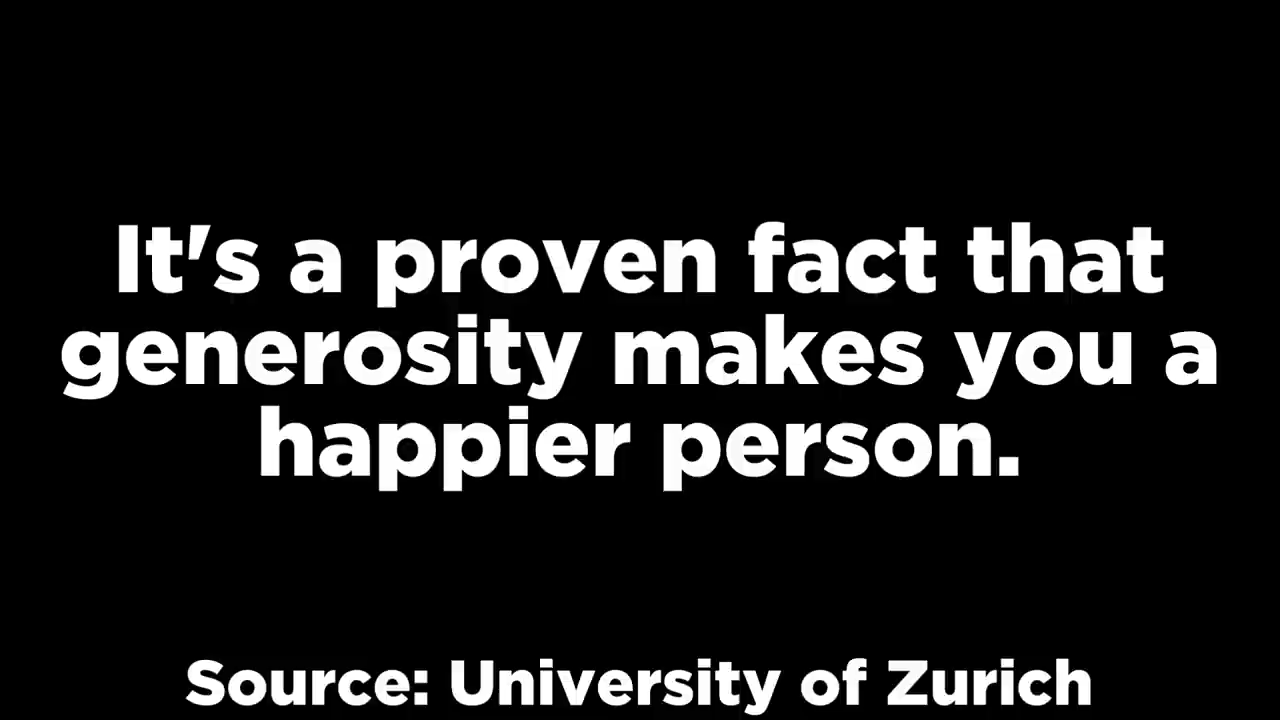 It's a proven fact that
generosity makes you a
happier person.
Source: University of Zurich